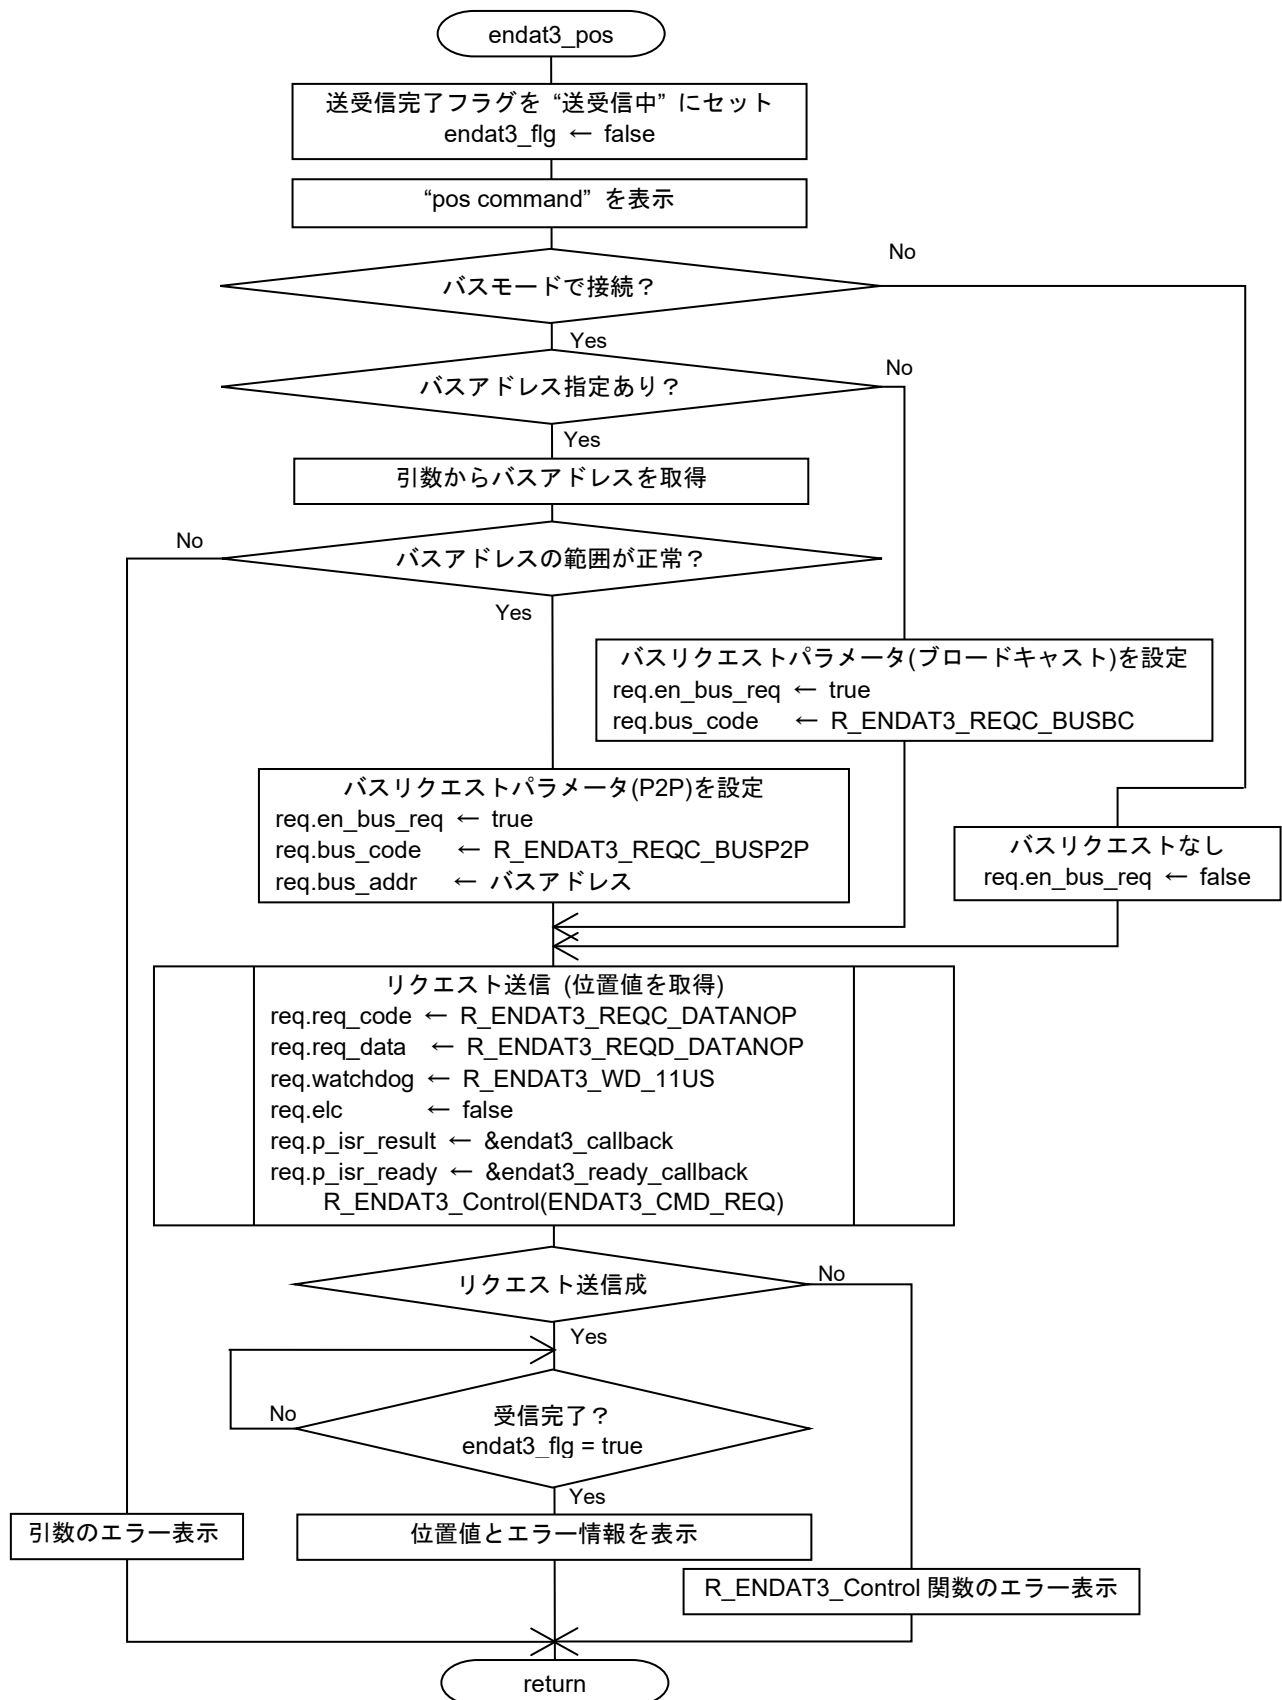 endat3_pos
送受信完了フラグを “送受信中” にセット
endat3_flg ← false
“pos command” を表示
No
バスモードで接続？
Yes
No
バスアドレス指定あり？
Yes
引数からバスアドレスを取得
No
バスアドレスの範囲が正常？
Yes
バスリクエストパラメータ(ブロードキャスト)を設定
req.en_bus_req ← true
req.bus_code ← R_ENDAT3_REQC_BUSBC
バスリクエストパラメータ(P2P)を設定
req.en_bus_req ← true
req.bus_code ← R_ENDAT3_REQC_BUSP2P
req.bus_addr ← バスアドレス
バスリクエストなし
req.en_bus_req ← false
リクエスト送信 (位置値を取得)
req.req_code ← R_ENDAT3_REQC_DATANOP
req.req_data ← R_ENDAT3_REQD_DATANOP
req.watchdog ← R_ENDAT3_WD_11US
req.elc ← false
req.p_isr_result ← &endat3_callback
req.p_isr_ready ← &endat3_ready_callback
R_ENDAT3_Control(ENDAT3_CMD_REQ)
リクエスト送信成
No
Yes
受信完了？
endat3_flg = true
No
Yes
引数のエラー表示
位置値とエラー情報を表示
R_ENDAT3_Control 関数のエラー表示
return